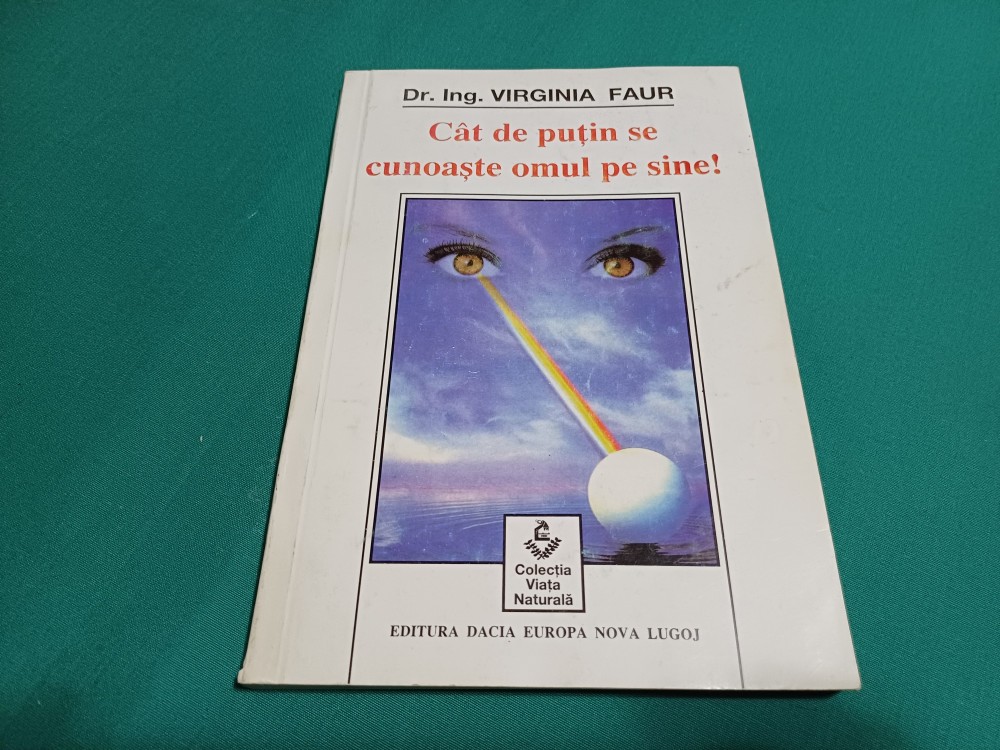 Dr. Ing. VIRGINIA FAUR
Cât de puțin se
cunoaște omul pe sine!
Colecția
Viața
Naturală
EDITURA DACIA EUROPA NOVA LUGOJ